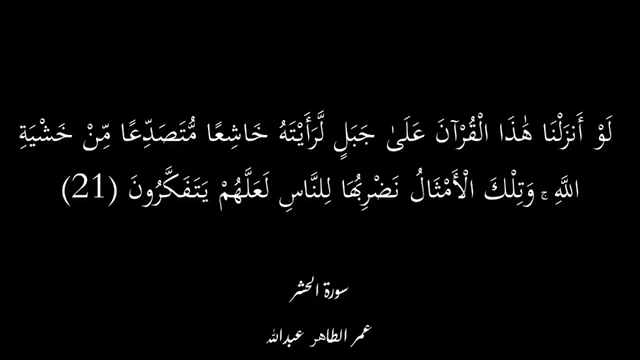 لَوْ أَنزَلْنَا هَٰذَا الْقُرْآنَ عَلَىٰ جَبَلٍ لَّرَأَيْتَهُ خَاشِعًا مُّتَصَدِّعًا مِّنْ خَشْيَةِ
اللَّهِ ۚ وَتِلْكَ الْأَمْثَالُ نَضْرِبُهَا لِلنَّاسِ لَعَلَّهُمْ يَتَفَكَّرُونَ (21)
سورة الحشر
عمر الطاهر عبدالله